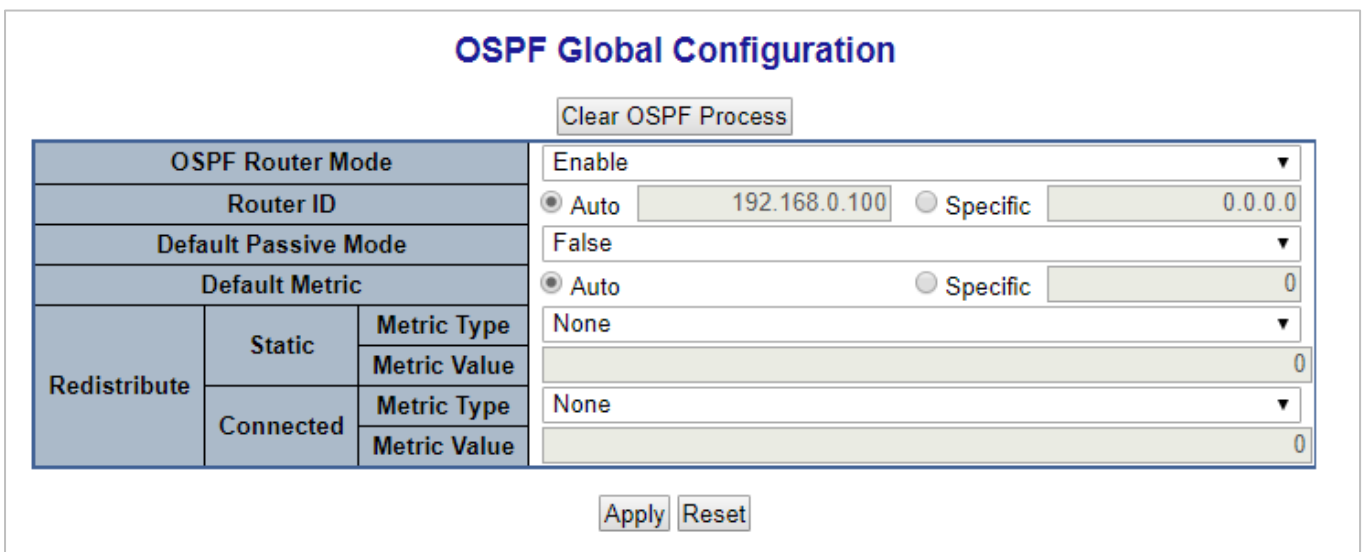 OSPF Global Configuration
Clear OSPF Process
OSPF Router Mode Enable
Router ID Auto 192.168.0.100 Specific 0.0.0.0
Default Passive Mode False
Default Metric Auto Specific 0
Redistribute Static Metric Type None
Metric Value 0
Connected Metric Type None
Metric Value 0
Apply Reset